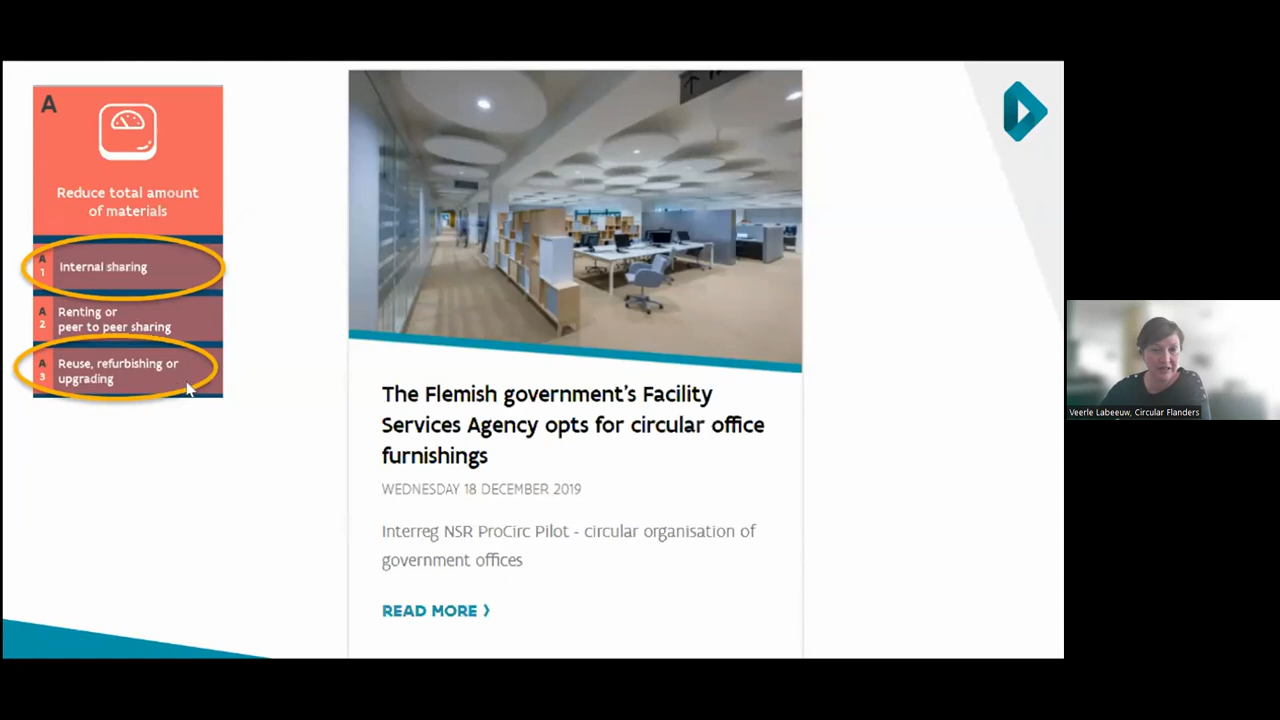 A
Reduce total amount
of materials
A
1
Internal sharing
A
2
Renting or
peer to peer sharing
A
3
Reuse, refurbishing or
upgrading
The Flemish government's Facility
Services Agency opts for circular office
furnishings
WEDNESDAY 18 DECEMBER 2019
Interreg NSR ProCirc Pilot - circular organisation of
government offices
READ MORE ⟩
Veerle Labeeuw, Circular Flanders